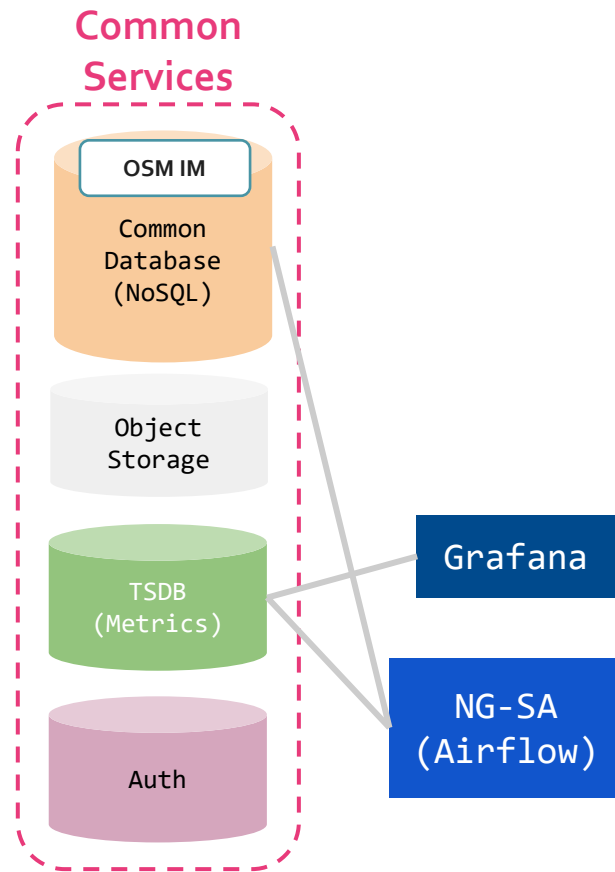 Common
Services
OSM IM
Common
Database
(NoSQL)
Object
Storage
TSDB
(Metrics)
Auth
Grafana
NG-SA
(Airflow)